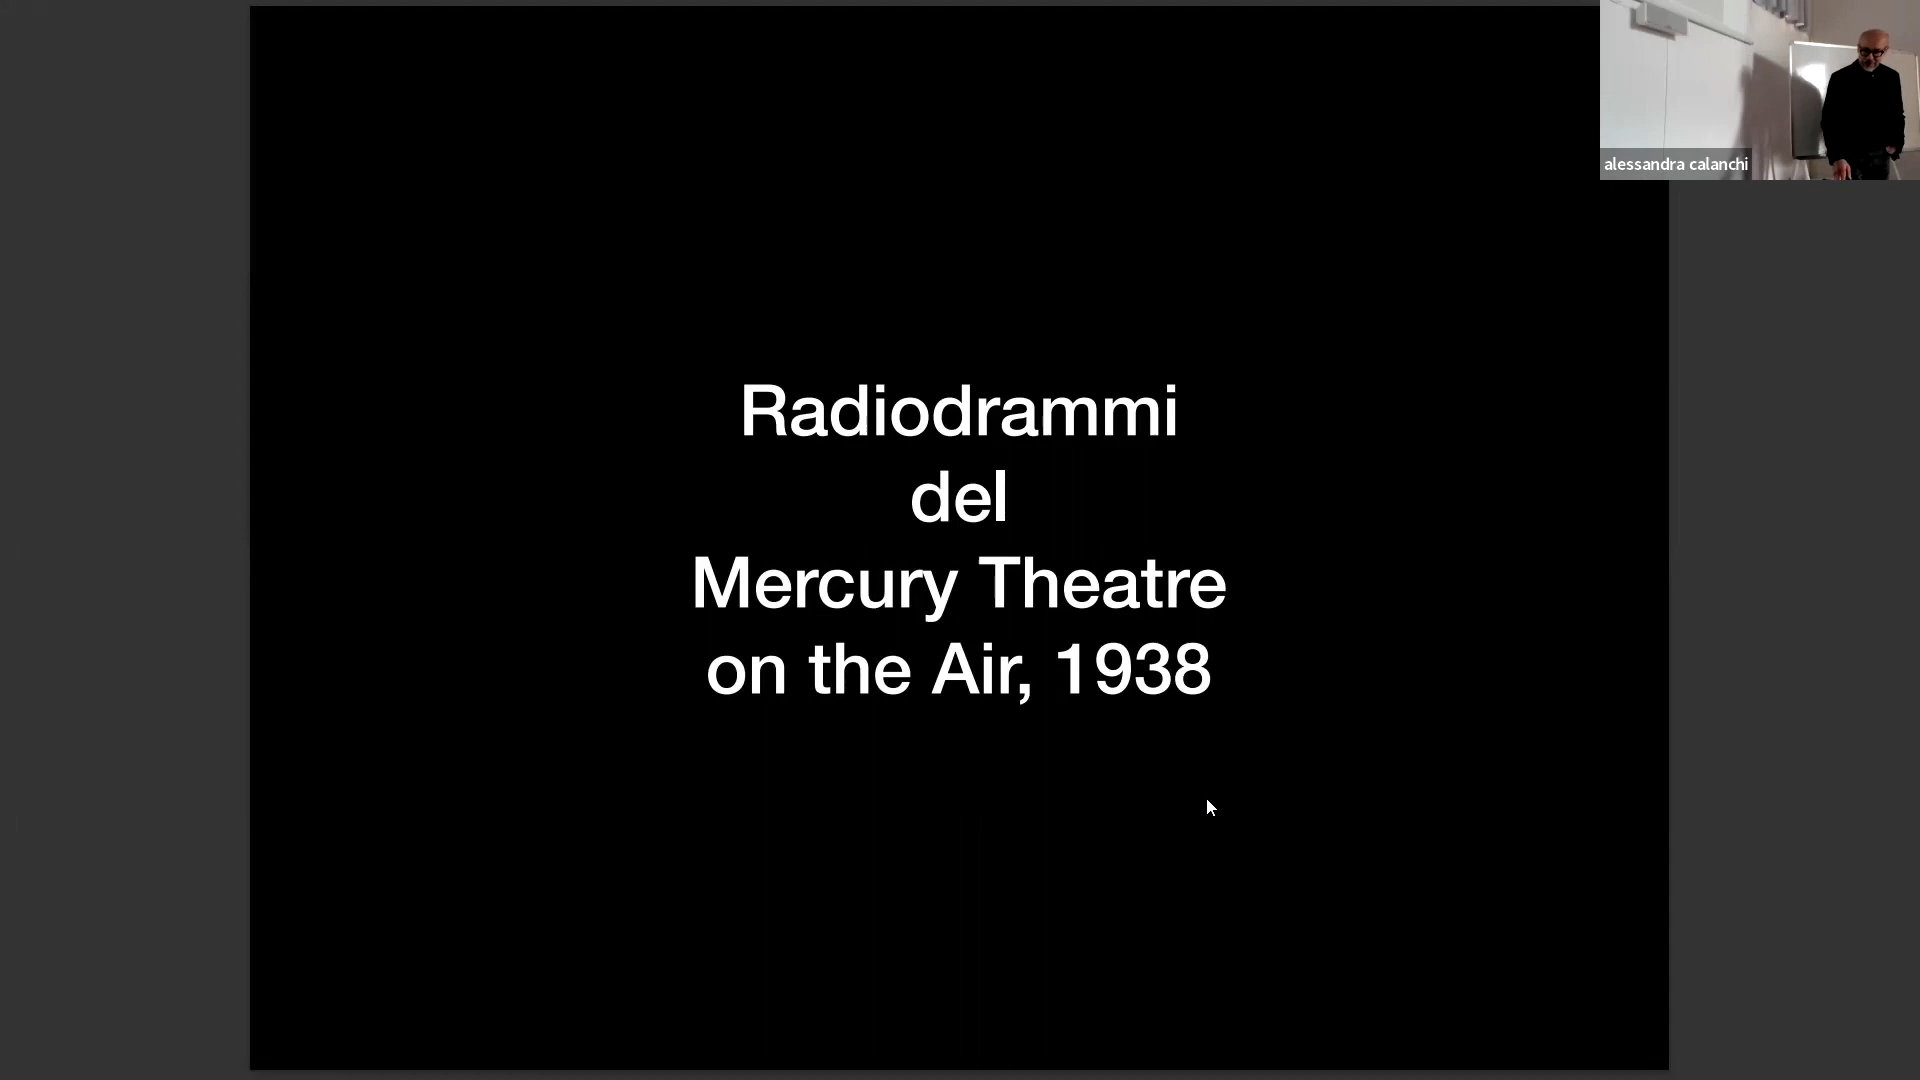 Radiodrammi
del
Mercury Theatre
on the Air, 1938
alessandra calanchi